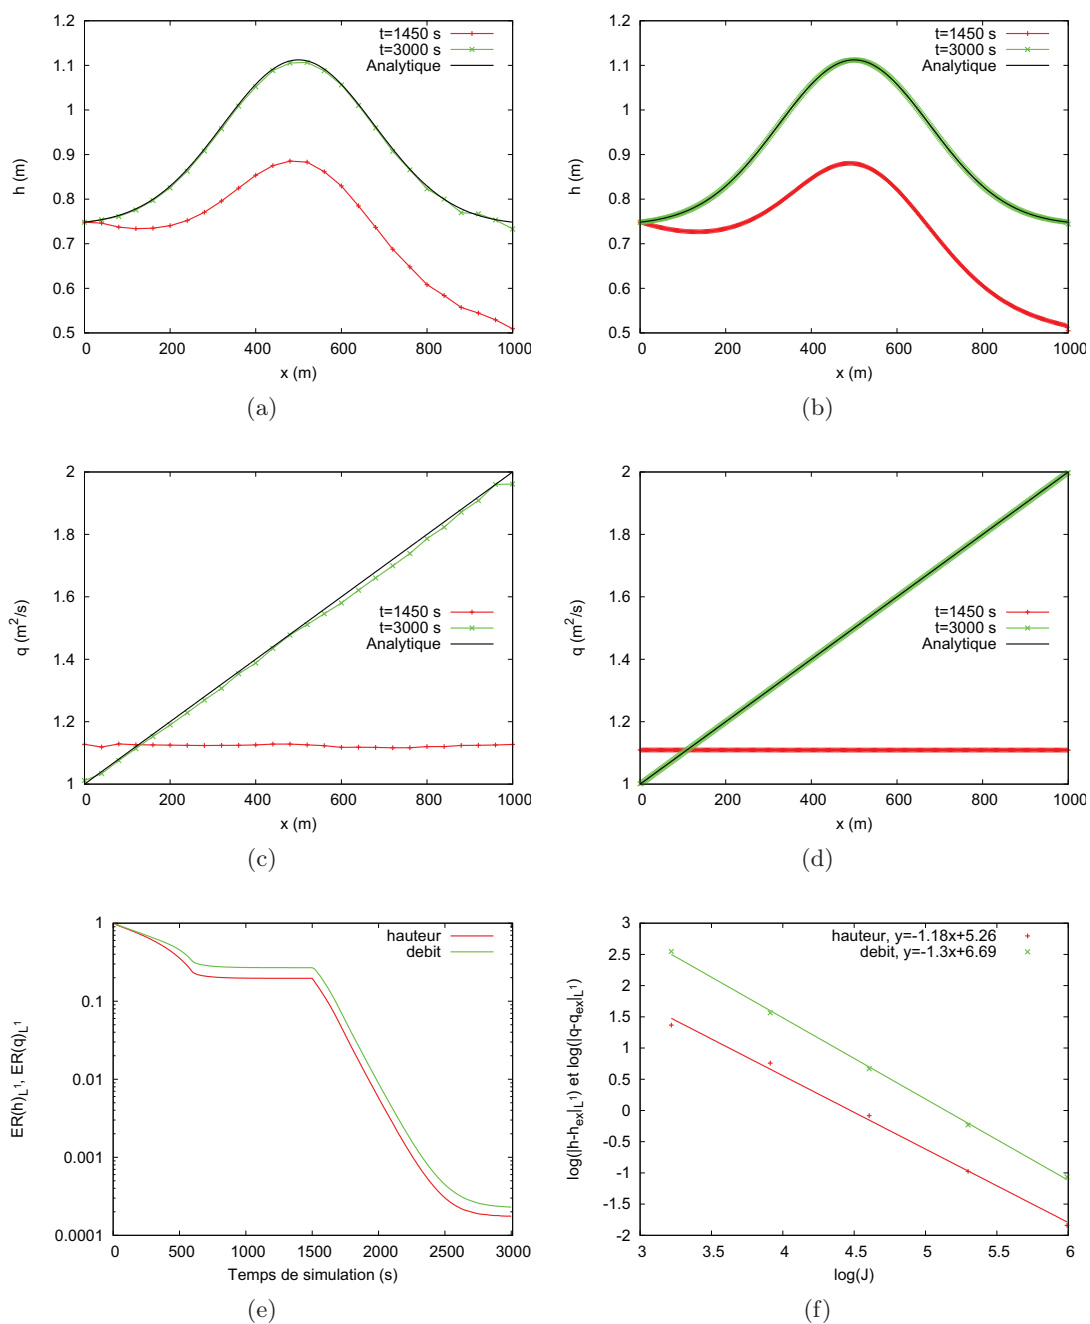 1.2
1.1
1
0.9
0.8
0.7
0.6
0.5
h (m)
t=1450 s
t=3000 s
Analytique
0 200 400 600 800 1000
x (m)
(a)
1.2
1.1
1
0.9
0.8
0.7
0.6
0.5
h (m)
t=1450 s
t=3000 s
Analytique
0 200 400 600 800 1000
x (m)
(b)
2
1.8
1.6
1.4
1.2
1
q (m²/s)
t=1450 s
t=3000 s
Analytique
0 200 400 600 800 1000
x (m)
(c)
2
1.8
1.6
1.4
1.2
1
q (m²/s)
t=1450 s
t=3000 s
Analytique
0 200 400 600 800 1000
x (m)
(d)
1
0.1
0.01
0.001
0.0001
ER(h)_L¹, ER(q)_L¹
hauteur
debit
0 500 1000 1500 2000 2500 3000
Temps de simulation (s)
(e)
3
2.5
2
1.5
1
0.5
0
-0.5
-1
-1.5
-2
log(|h-h_ex|_L¹) et log(|q-q_ex|_L¹)
hauteur, y=-1.18x+5.26
debit, y=-1.3x+6.69
3 3.5 4 4.5 5 5.5 6
log(J)
(f)